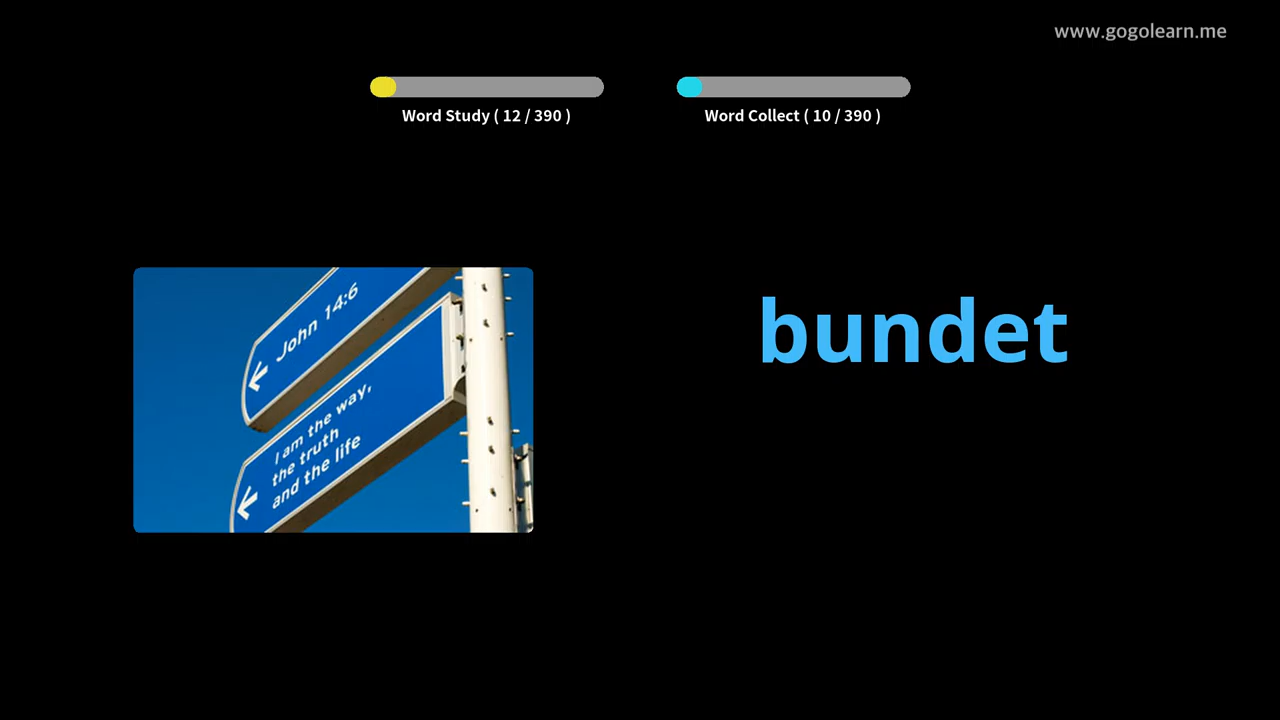 www.gogolearn.me
Word Study ( 12 / 390 )
Word Collect ( 10 / 390 )
John 14:6
I am the way,
the truth
and the life
bundet